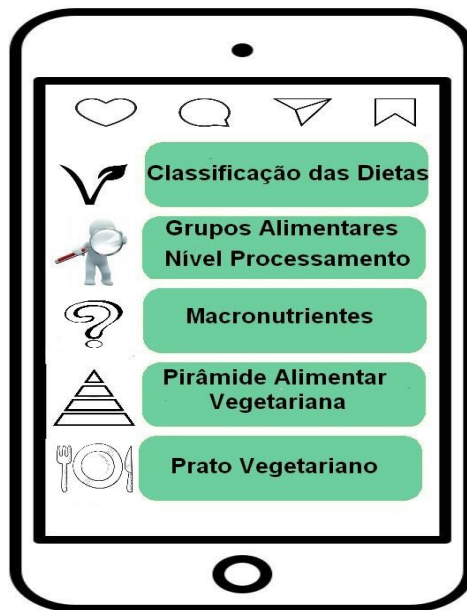 Classificação das Dietas
Grupos Alimentares
Nível Processamento
Macronutrientes
Pirâmide Alimentar
Vegetariana
Prato Vegetariano